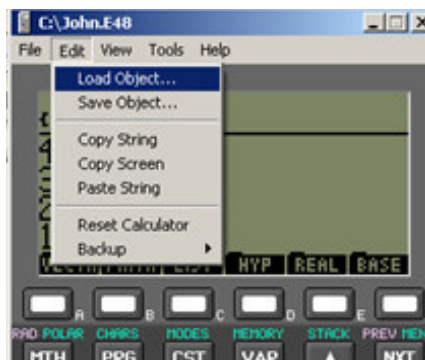 C:\John.E48
File Edit View Tools Help
Load Object...
Save Object...
Copy String
Copy Screen
Paste String
Reset Calculator
Backup
HYP REAL BASE
A B C D E
RAD POLAR CHARS MODES MEMORY STACK PREV
MTH PRG CST VAR ▲ NXT